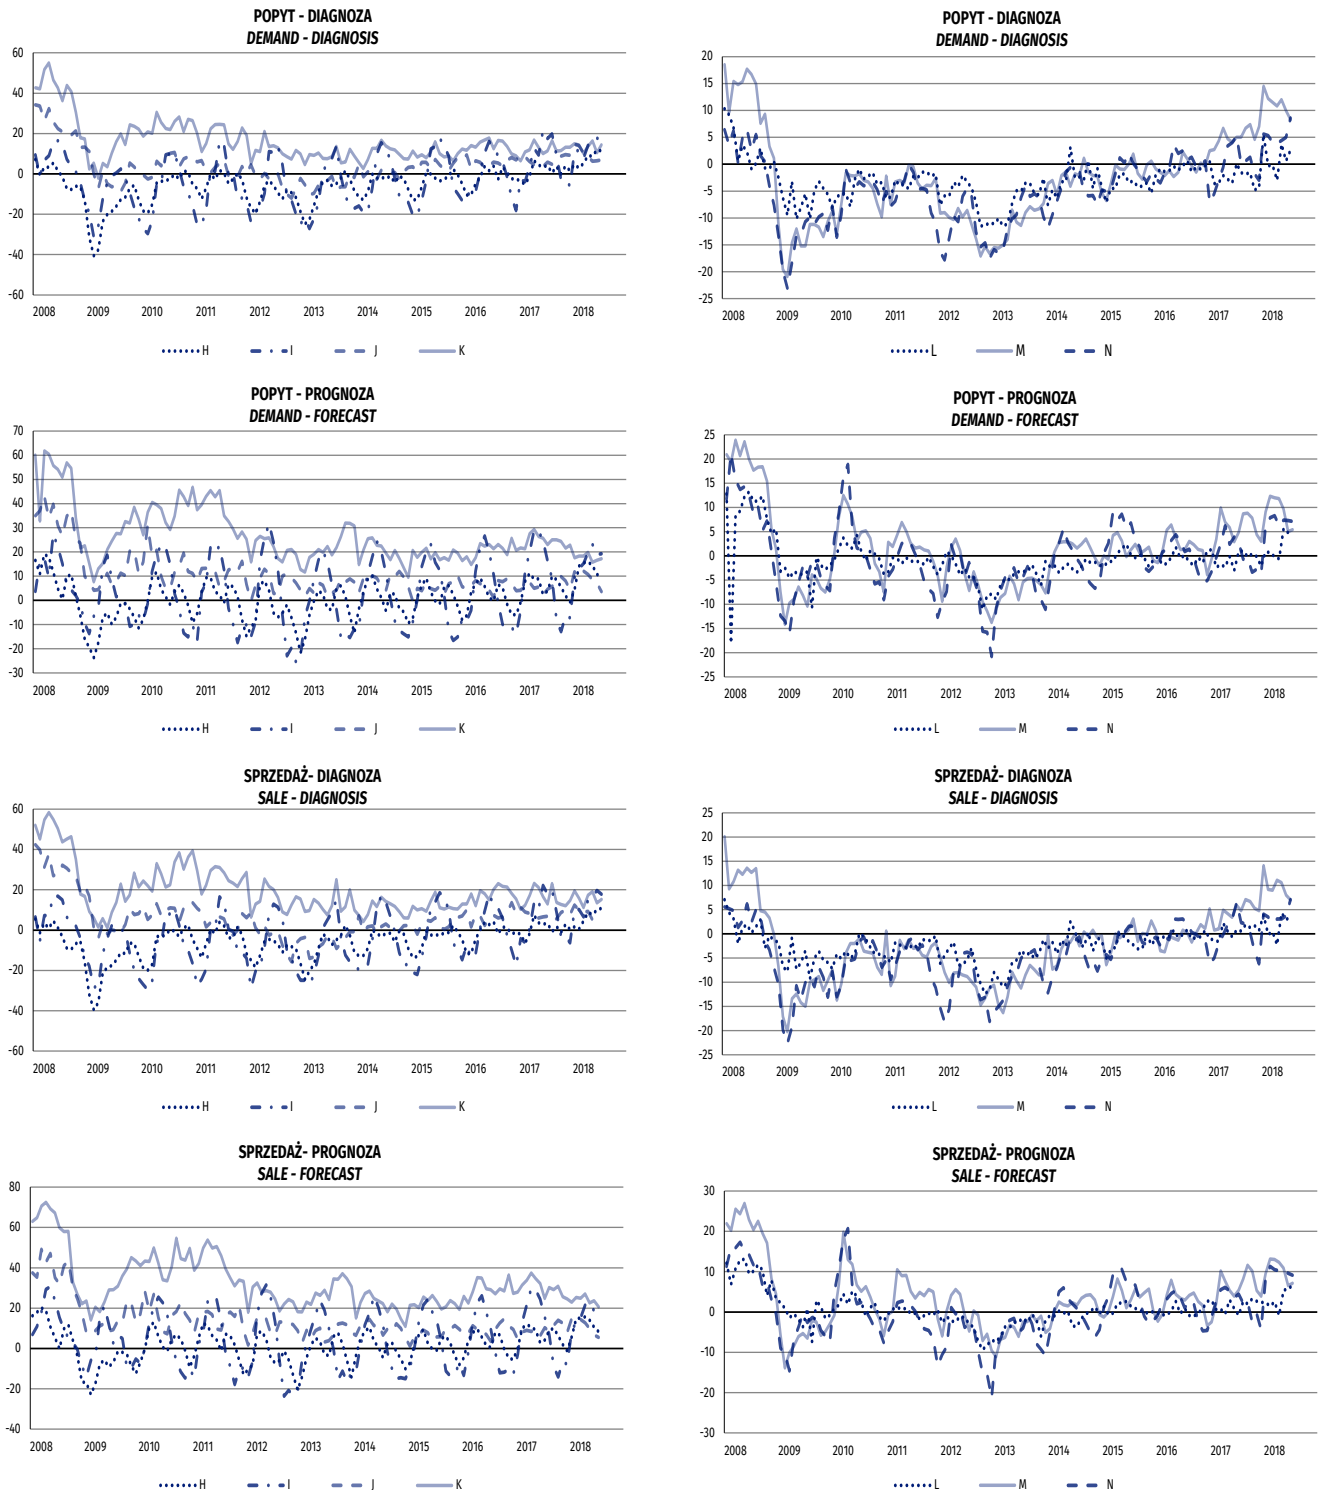 POPYT - DIAGNOZA
DEMAND - DIAGNOSIS
60
40
20
0
-20
-40
-60
2008 2009 2010 2011 2012 2013 2014 2015 2016 2017 2018
H I J K
POPYT - DIAGNOZA
DEMAND - DIAGNOSIS
20
15
10
5
0
-5
-10
-15
-20
-25
2008 2009 2010 2011 2012 2013 2014 2015 2016 2017 2018
L M N
POPYT - PROGNOZA
DEMAND - FORECAST
70
60
50
40
30
20
10
0
-10
-20
-30
2008 2009 2010 2011 2012 2013 2014 2015 2016 2017 2018
H I J K
POPYT - PROGNOZA
DEMAND - FORECAST
25
20
15
10
5
0
-5
-10
-15
-20
-25
2008 2009 2010 2011 2012 2013 2014 2015 2016 2017 2018
L M N
SPRZEDAŻ- DIAGNOZA
SALE - DIAGNOSIS
60
40
20
0
-20
-40
-60
2008 2009 2010 2011 2012 2013 2014 2015 2016 2017 2018
H I J K
SPRZEDAŻ- DIAGNOZA
SALE - DIAGNOSIS
25
20
15
10
5
0
-5
-10
-15
-20
-25
2008 2009 2010 2011 2012 2013 2014 2015 2016 2017 2018
L M N
SPRZEDAŻ- PROGNOZA
SALE - FORECAST
80
60
40
20
0
-20
-40
2008 2009 2010 2011 2012 2013 2014 2015 2016 2017 2018
H I J K
SPRZEDAŻ- PROGNOZA
SALE - FORECAST
30
20
10
0
-10
-20
-30
2008 2009 2010 2011 2012 2013 2014 2015 2016 2017 2018
L M N